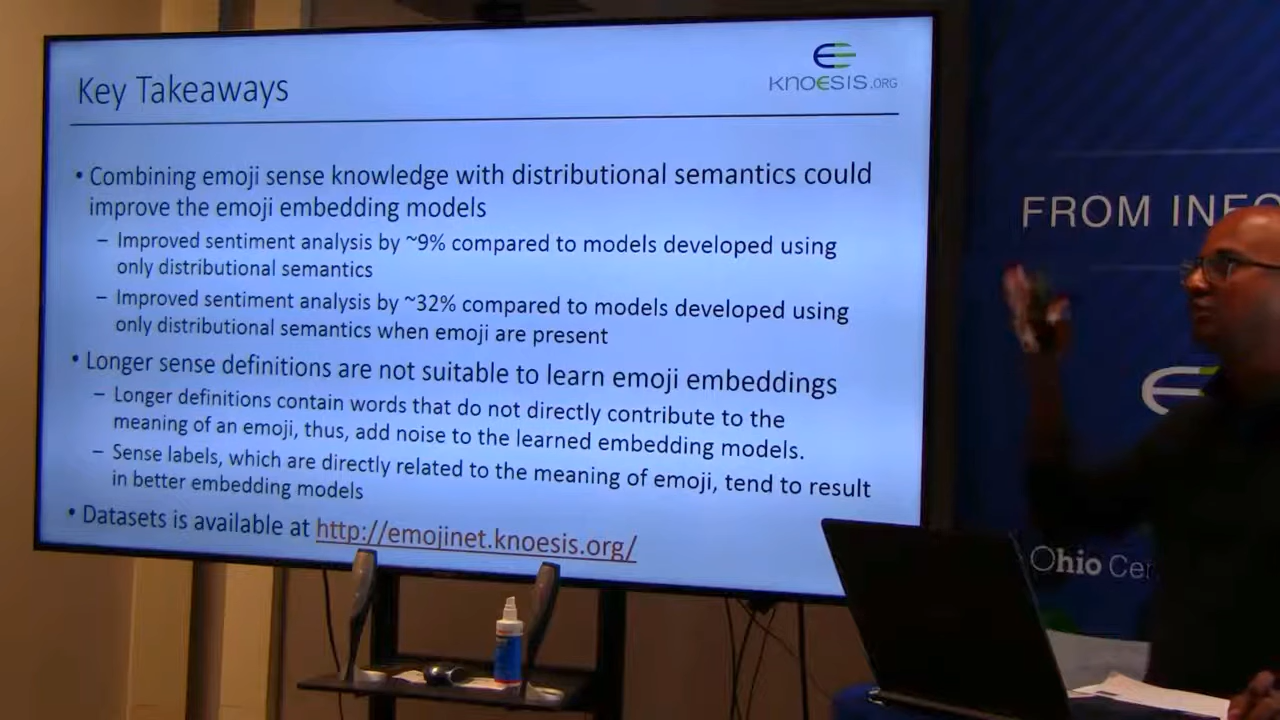 Key Takeaways
KNOESIS.ORG
• Combining emoji sense knowledge with distributional semantics could
improve the emoji embedding models
– Improved sentiment analysis by ~9% compared to models developed using
only distributional semantics
– Improved sentiment analysis by ~32% compared to models developed using
only distributional semantics when emoji are present
• Longer sense definitions are not suitable to learn emoji embeddings
– Longer definitions contain words that do not directly contribute to the
meaning of an emoji, thus, add noise to the learned embedding models.
– Sense labels, which are directly related to the meaning of emoji, tend to result
in better embedding models
• Datasets is available at http://emojinet.knoesis.org/
FROM INFO
Ohio Cen